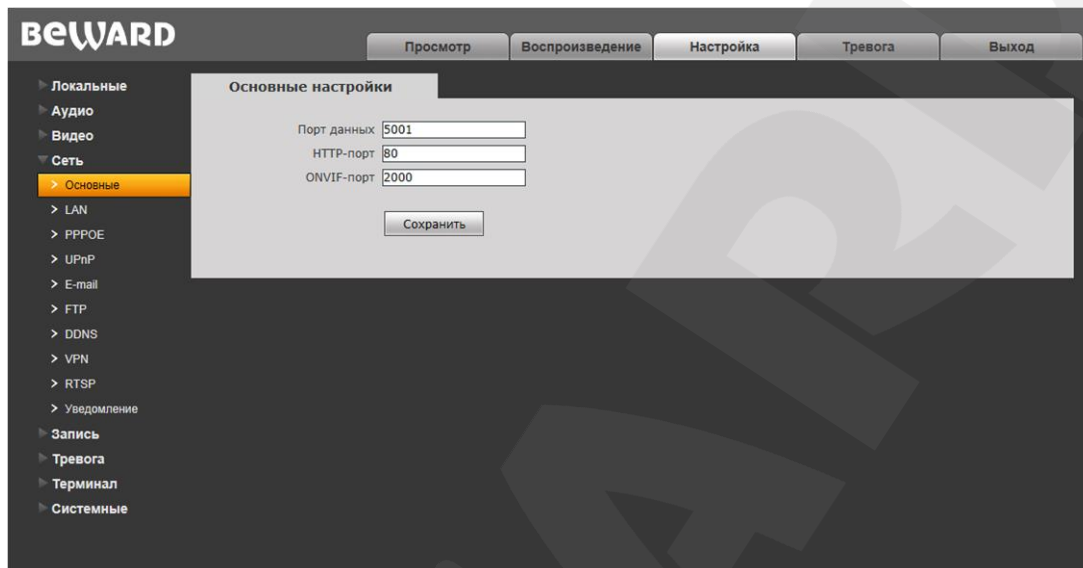 BEWARD
Просмотр
Воспроизведение
Настройка
Тревога
Выход
Локальные
Аудио
Видео
Сеть
Основные
LAN
PPPOE
UPnP
E-mail
FTP
DDNS
VPN
RTSP
Уведомление
Запись
Тревога
Терминал
Системные
Основные настройки
Порт данных 5001
HTTP-порт 80
ONVIF-порт 2000
Сохранить